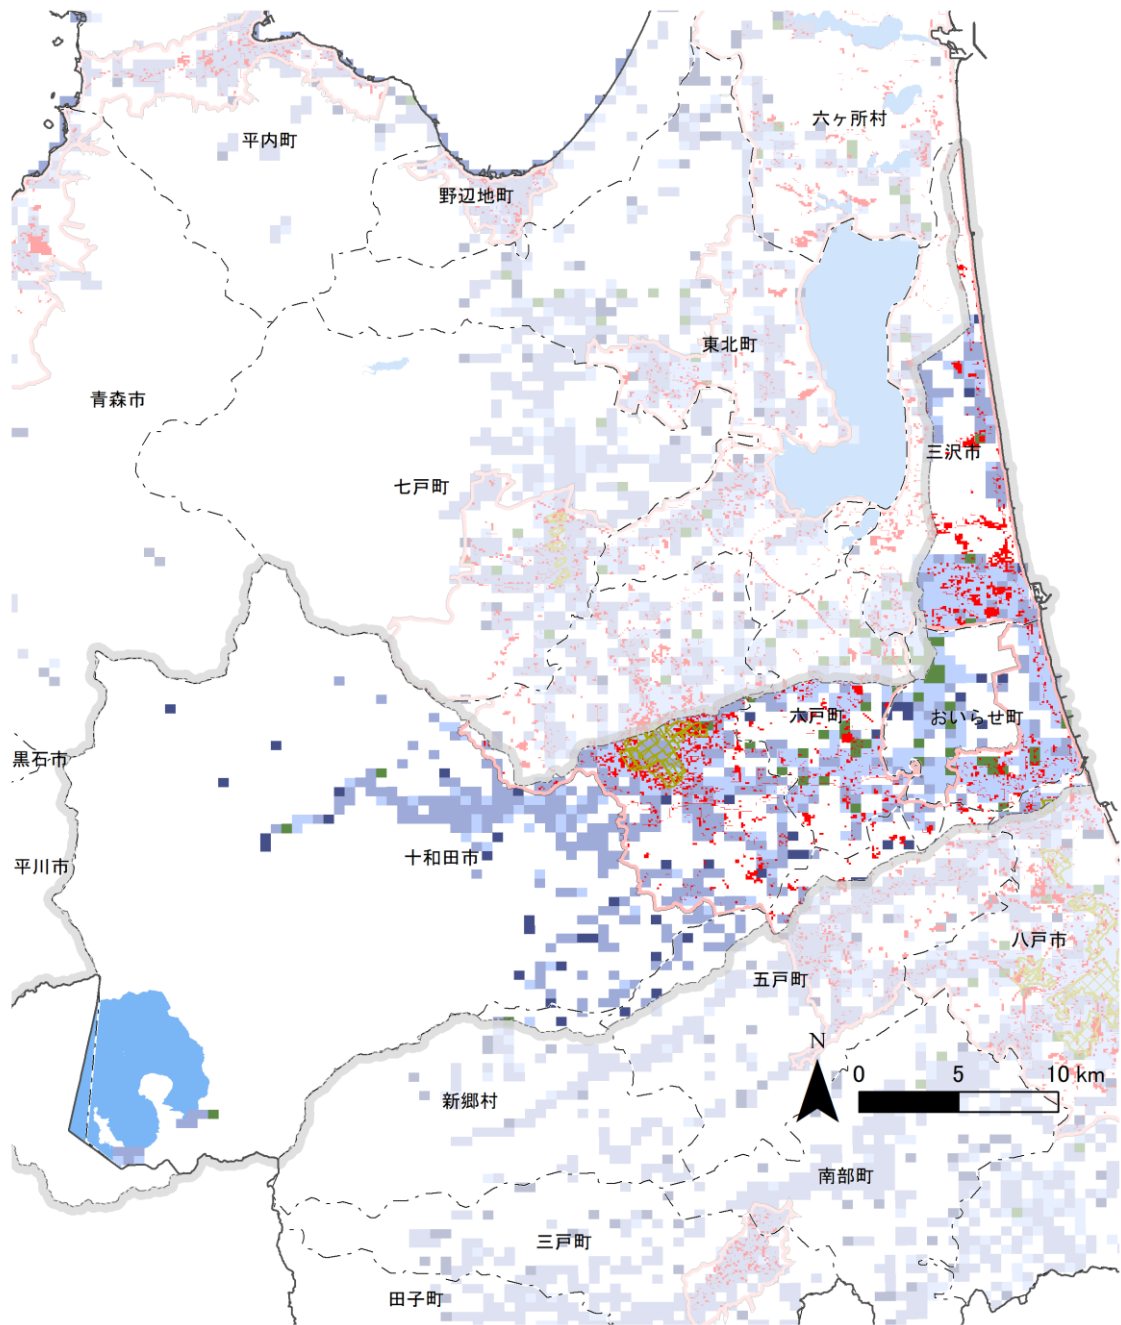 六ヶ所村
平内町
野辺地町
東北町
青森市
三沢市
七戸町
六戸町
おいらせ町
黒石市
十和田市
平川市
八戸市
五戸町
N
0 5 10 km
新郷村
南部町
三戸町
田子町